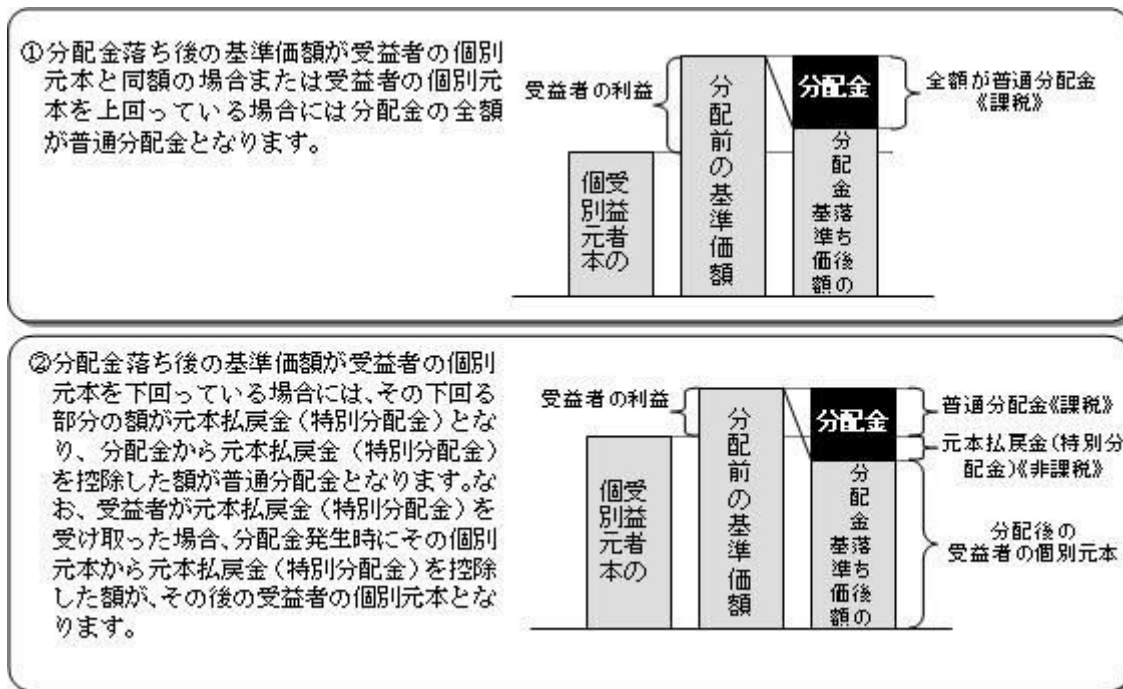 ①分配金落ち後の基準価額が受益者の個別
元本と同額の場合または受益者の個別元
本を上回っている場合には分配金の全額
が普通分配金となります。
受益者の利益
受益者の
個別元本
分配前の基準価額
分配金
分配金落ち後の
基準価額
全額が普通分配金
《課税》
②分配金落ち後の基準価額が受益者の個別
元本を下回っている場合には、その下回る
部分の額が元本払戻金(特別分配金)とな
り、分配金から元本払戻金(特別分配金)
を控除した額が普通分配金となります。な
お、受益者が元本払戻金(特別分配金)を
受け取った場合、分配金発生時にその個別
元本から元本払戻金(特別分配金)を控除
した額が、その後の受益者の個別元本とな
ります。
受益者の利益
受益者の
個別元本
分配前の基準価額
分配金
分配金落ち後の
基準価額
普通分配金《課税》
元本払戻金(特別分
配金)《非課税》
分配後の
受益者の個別元本